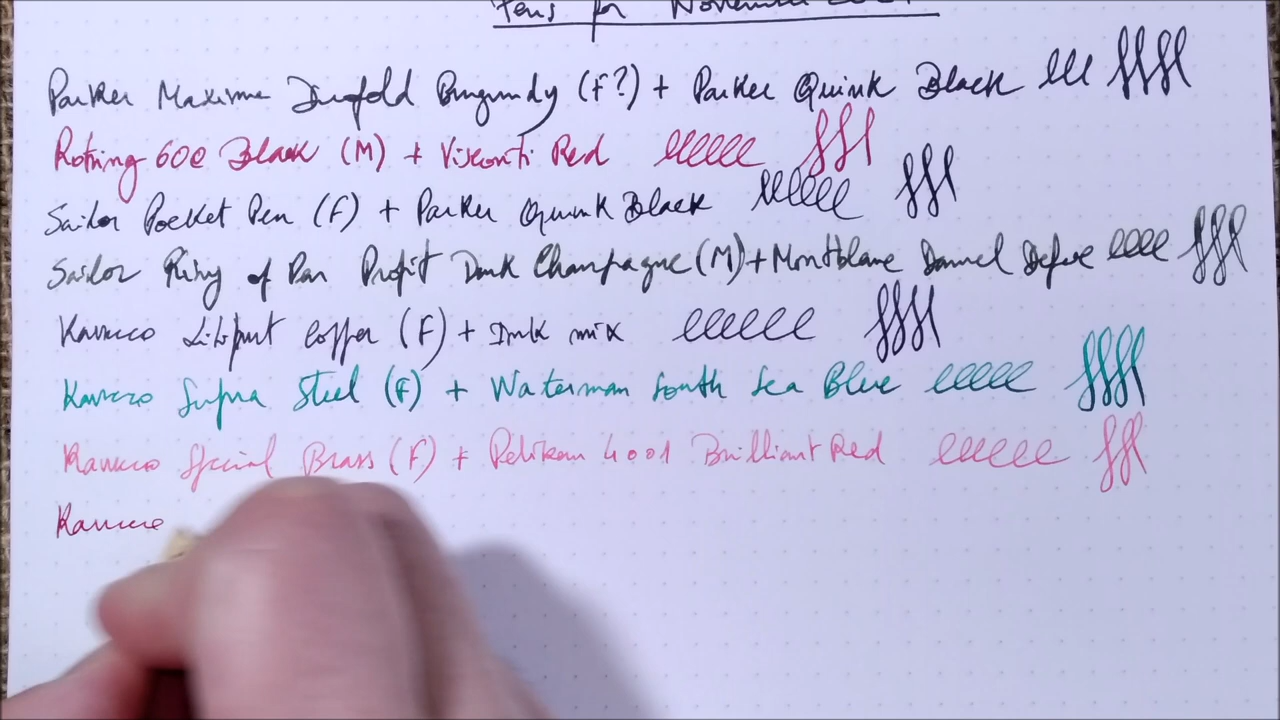 Pens for November
Parker Maxima Duofold Burgundy (F?) + Parker Quink Black
Rotring 600 Black (M) + Visconti Red
Sailor Pocket Pen (F) + Parker Quink Black
Sailor King of Pen Profit Dark Champagne (M) + Montblanc Daniel Defoe
Kaweco Liliput Copper (F) + Ink mix
Kaweco Supra Steel (F) + Waterman South Sea Blue
Kaweco Special Brass (F) + Pelikan 4001 Brilliant Red
Kaweco